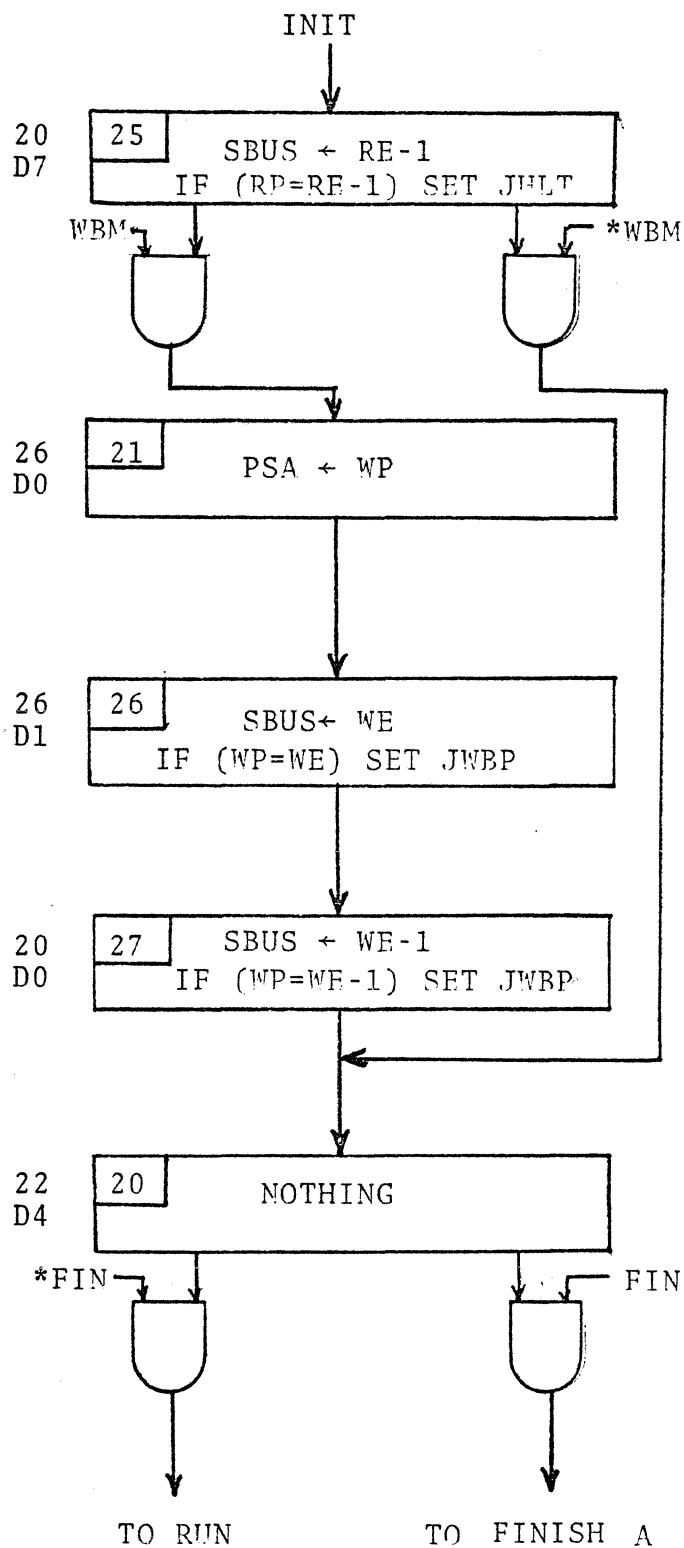 INIT
20
D7
25
SBUS ← RE-1
IF (RP=RE-1) SET JHLT
WBM
*WBM
26
D0
21
PSA ← WP
26
D1
26
SBUS← WE
IF (WP=WE) SET JWBP
20
D0
27
SBUS ← WE-1
IF (WP=WE-1) SET JWBP
22
D4
20
NOTHING
*FIN
FIN
TO RUN
TO FINISH A